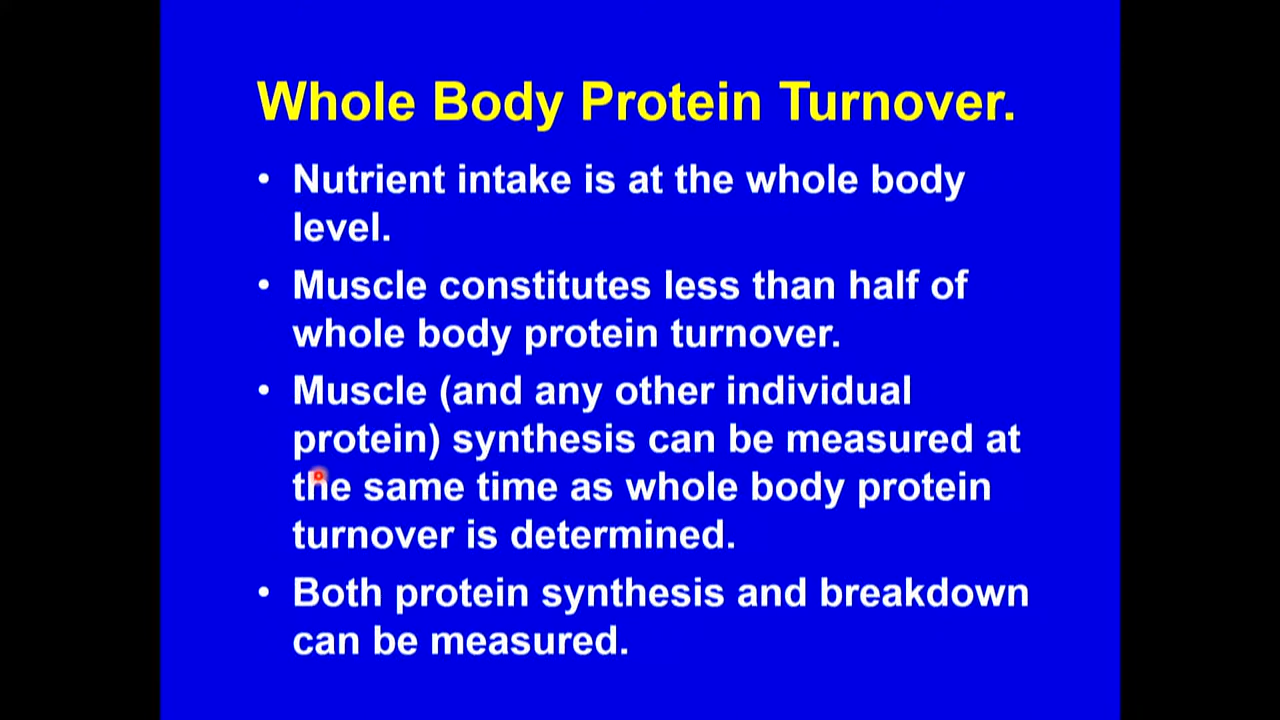 Whole Body Protein Turnover.
• Nutrient intake is at the whole body
level.
• Muscle constitutes less than half of
whole body protein turnover.
• Muscle (and any other individual
protein) synthesis can be measured at
the same time as whole body protein
turnover is determined.
• Both protein synthesis and breakdown
can be measured.